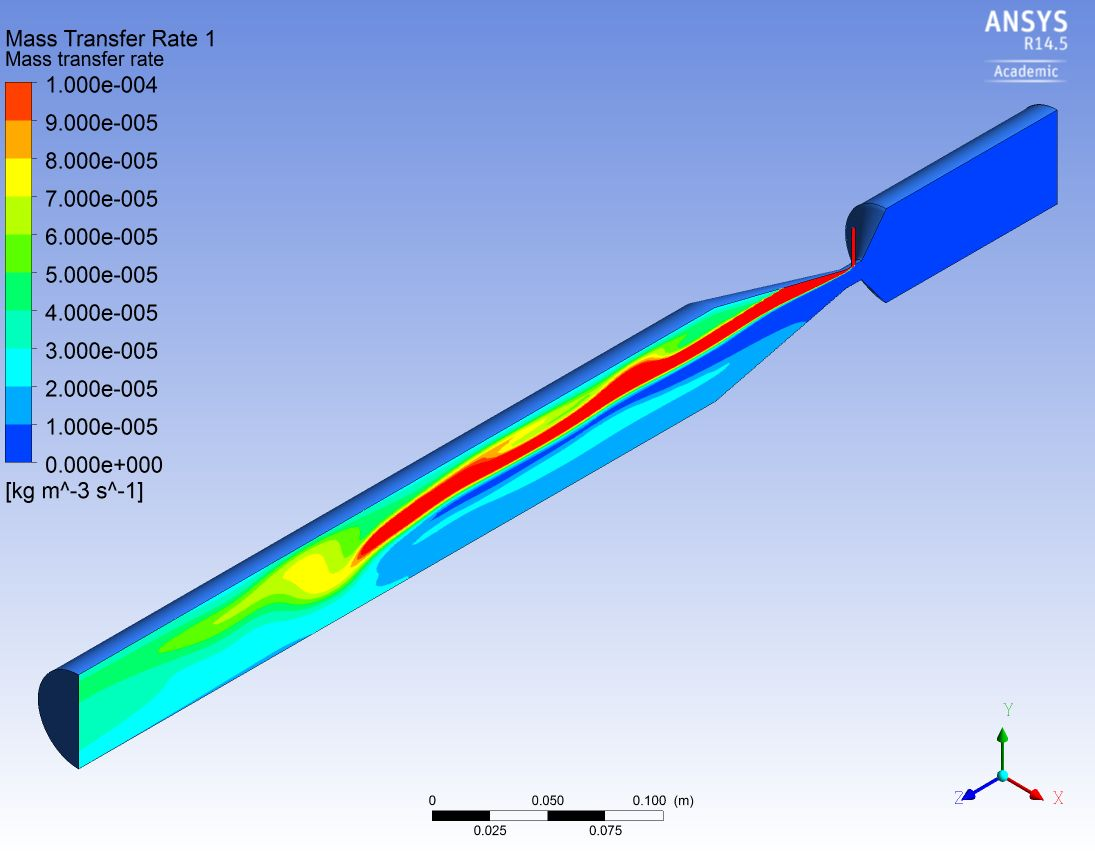 Mass Transfer Rate 1
Mass transfer rate
1.000e-004
9.000e-005
8.000e-005
7.000e-005
6.000e-005
5.000e-005
4.000e-005
3.000e-005
2.000e-005
1.000e-005
0.000e+000
[kg m^-3 s^-1]
ANSYS
R14.5
Academic
0 0.050 0.100 (m)
0.025 0.075
Y
Z X